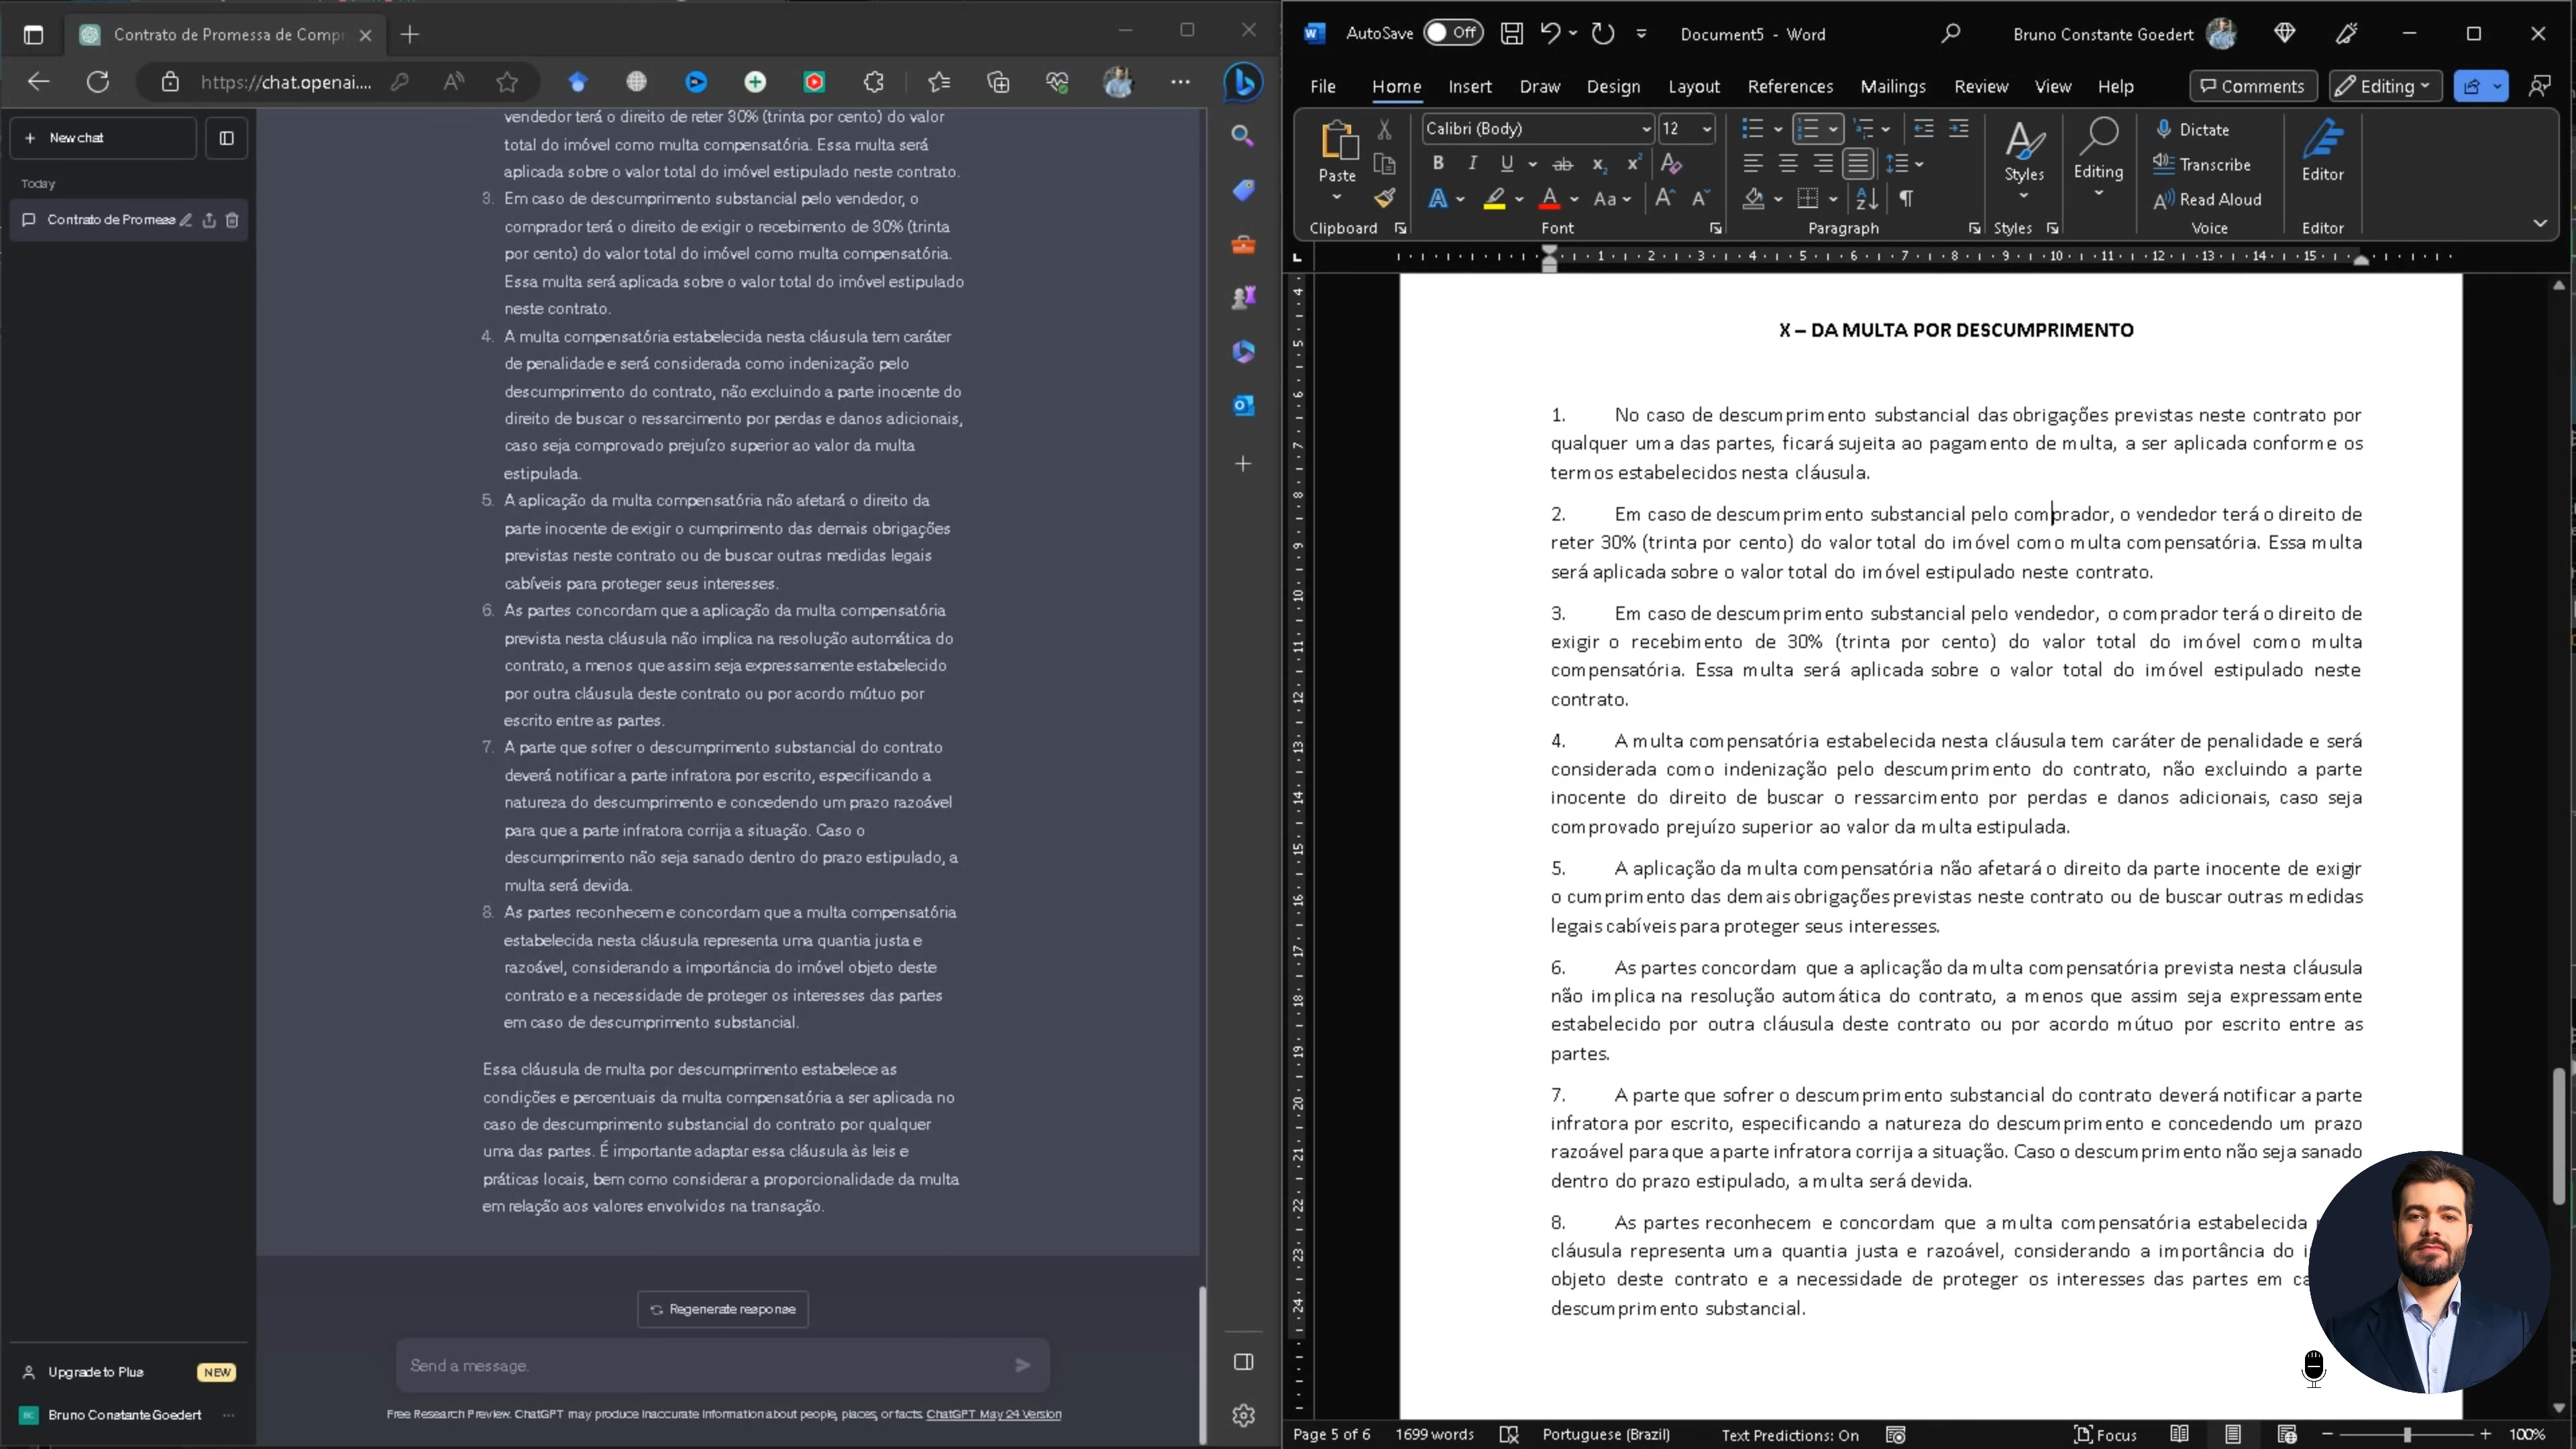 Contrato de Promessa de Compr
https://chat.openai....
New chat
Today
Contrato de Promess
vendedor terá o direito de reter 30% (trinta por cento) do valor
total do imóvel como multa compensatória. Essa multa será
aplicada sobre o valor total do imóvel estipulado neste contrato.
3. Em caso de descumprimento substancial pelo vendedor, o
comprador terá o direito de exigir o recebimento de 30% (trinta
por cento) do valor total do imóvel como multa compensatória.
Essa multa será aplicada sobre o valor total do imóvel estipulado
neste contrato.
4. A multa compensatória estabelecida nesta cláusula tem caráter
de penalidade e será considerada como indenização pelo
descumprimento do contrato, não excluindo a parte inocente do
direito de buscar o ressarcimento por perdas e danos adicionais,
caso seja comprovado prejuízo superior ao valor da multa
estipulada.
5. A aplicação da multa compensatória não afetará o direito da
parte inocente de exigir o cumprimento das demais obrigações
previstas neste contrato ou de buscar outras medidas legais
cabíveis para proteger seus interesses.
6. As partes concordam que a aplicação da multa compensatória
prevista nesta cláusula não implica na resolução automática do
contrato, a menos que assim seja expressamente estabelecido
por outra cláusula deste contrato ou por acordo mútuo por
escrito entre as partes.
7. A parte que sofrer o descumprimento substancial do contrato
deverá notificar a parte infratora por escrito, especificando a
natureza do descumprimento e concedendo um prazo razoável
para que a parte infratora corrija a situação. Caso o
descumprimento não seja sanado dentro do prazo estipulado, a
multa será devida.
8. As partes reconhecem e concordam que a multa compensatória
estabelecida nesta cláusula representa uma quantia justa e
razoável, considerando a importância do imóvel objeto deste
contrato e a necessidade de proteger os interesses das partes
em caso de descumprimento substancial.
Essa cláusula de multa por descumprimento estabelece as
condições e percentuais da multa compensatória a ser aplicada no
caso de descumprimento substancial do contrato por qualquer
uma das partes. É importante adaptar essa cláusula às leis e
práticas locais, bem como considerar a proporcionalidade da multa
em relação aos valores envolvidos na transação.
Regenerate response
Send a message.
Upgrade to Plus NEW
Bruno Constante Goedert
Free Research Preview. ChatGPT may produce inaccurate information about people, places, or facts. ChatGPT May 24 Version
AutoSave Off Document5 - Word Bruno Constante Goedert
File Home Insert Draw Design Layout References Mailings Review View Help Comments Editing
Calibri (Body) 12
Paste
Styles
Editing
Dictate
Transcribe
Read Aloud
Editor
Clipboard Font Paragraph Styles Voice Editor
1 2 3 4 5 6 7 8 9 10 11 12 13 14 15
4 5 6 7 8 9 10 11 12 13 14 15 16 17 18 19 20 21 22 23 24
X – DA MULTA POR DESCUMPRIMENTO
1. No caso de descumprimento substancial das obrigações previstas neste contrato por
qualquer uma das partes, ficará sujeita ao pagamento de multa, a ser aplicada conforme os
termos estabelecidos nesta cláusula.
2. Em caso de descumprimento substancial pelo comprador, o vendedor terá o direito de
reter 30% (trinta por cento) do valor total do imóvel como multa compensatória. Essa multa
será aplicada sobre o valor total do imóvel estipulado neste contrato.
3. Em caso de descumprimento substancial pelo vendedor, o comprador terá o direito de
exigir o recebimento de 30% (trinta por cento) do valor total do imóvel como multa
compensatória. Essa multa será aplicada sobre o valor total do imóvel estipulado neste
contrato.
4. A multa compensatória estabelecida nesta cláusula tem caráter de penalidade e será
considerada como indenização pelo descumprimento do contrato, não excluindo a parte
inocente do direito de buscar o ressarcimento por perdas e danos adicionais, caso seja
comprovado prejuízo superior ao valor da multa estipulada.
5. A aplicação da multa compensatória não afetará o direito da parte inocente de exigir
o cumprimento das demais obrigações previstas neste contrato ou de buscar outras medidas
legais cabíveis para proteger seus interesses.
6. As partes concordam que a aplicação da multa compensatória prevista nesta cláusula
não implica na resolução automática do contrato, a menos que assim seja expressamente
estabelecido por outra cláusula deste contrato ou por acordo mútuo por escrito entre as
partes.
7. A parte que sofrer o descumprimento substancial do contrato deverá notificar a parte
infratora por escrito, especificando a natureza do descumprimento e concedendo um prazo
razoável para que a parte infratora corrija a situação. Caso o descumprimento não seja sanado
dentro do prazo estipulado, a multa será devida.
8. As partes reconhecem e concordam que a multa compensatória estabelecida
cláusula representa uma quantia justa e razoável, considerando a importância do
objeto deste contrato e a necessidade de proteger os interesses das partes em
descumprimento substancial.
Page 5 of 6 1699 words Portuguese (Brazil) Text Predictions: On Focus 100%